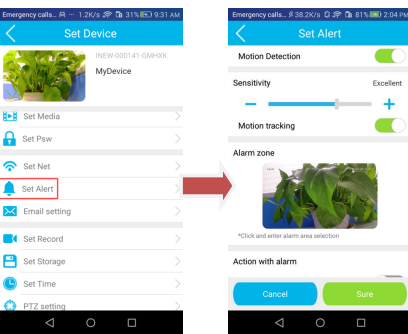 Emergency calls... 1.2K/s 31% 9:31 AM
Set Device
INEW-000141-GMHXK
MyDevice
Set Media
Set Psw
Set Net
Set Alert
Email setting
Set Record
Set Storage
Set Time
PTZ setting
Emergency calls... 38.2K/s 81% 2:04 PM
Set Alert
Motion Detection
Sensitivity Excellent
Motion tracking
Alarm zone
*Click and enter alarm area selection
Action with alarm
Cancel Sure